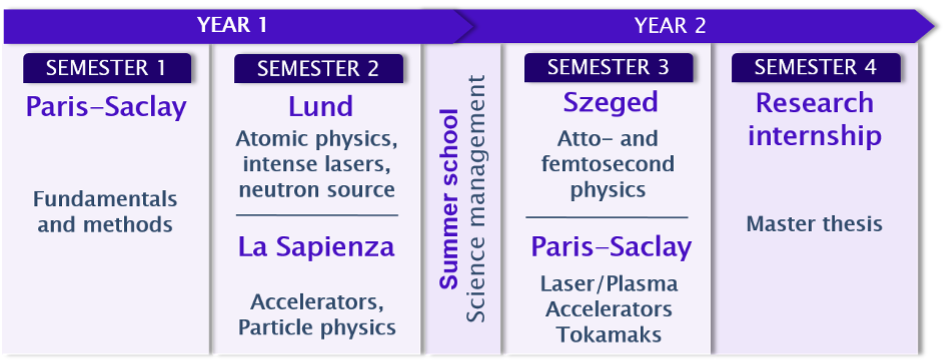 YEAR 1
YEAR 2
SEMESTER 1
Paris-Saclay
Fundamentals
and methods
SEMESTER 2
Lund
Atomic physics,
intense lasers,
neutron source
La Sapienza
Accelerators,
Particle physics
Summer school
Science management
SEMESTER 3
Szeged
Atto- and
femtosecond
physics
Paris-Saclay
Laser/Plasma
Accelerators
Tokamaks
SEMESTER 4
Research
internship
Master thesis